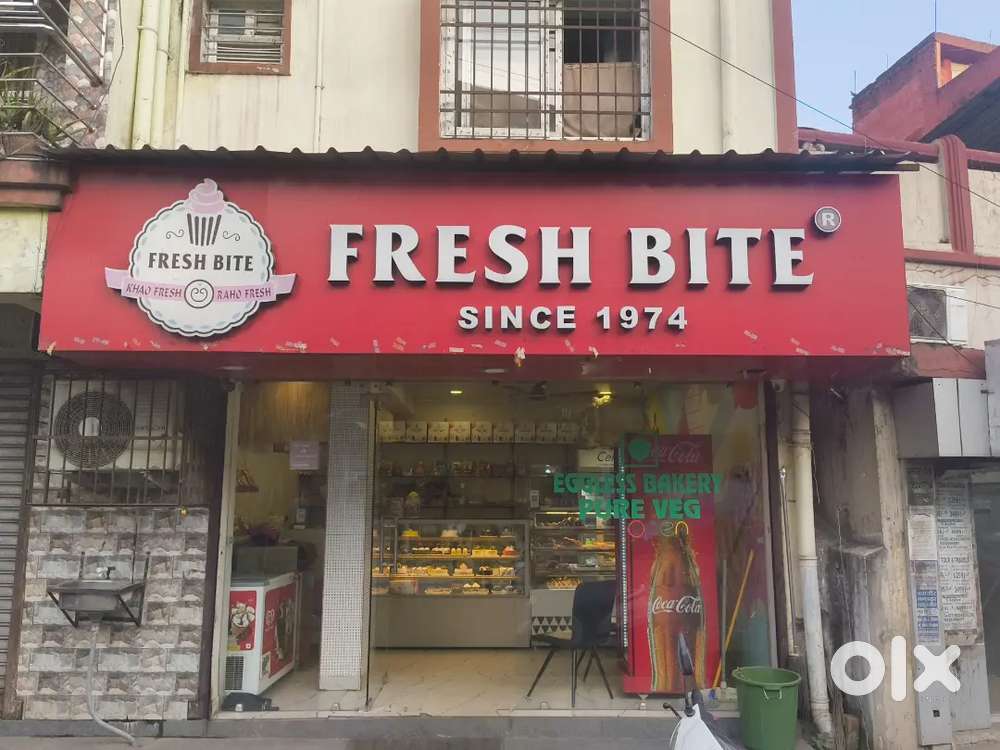 FRESH BITE
KHAO FRESH RAHO FRESH
FRESH BITE ®
SINCE 1974
Coca-Cola
EGGLESS BAKERY
PURE VEG
Coca-Cola
olx